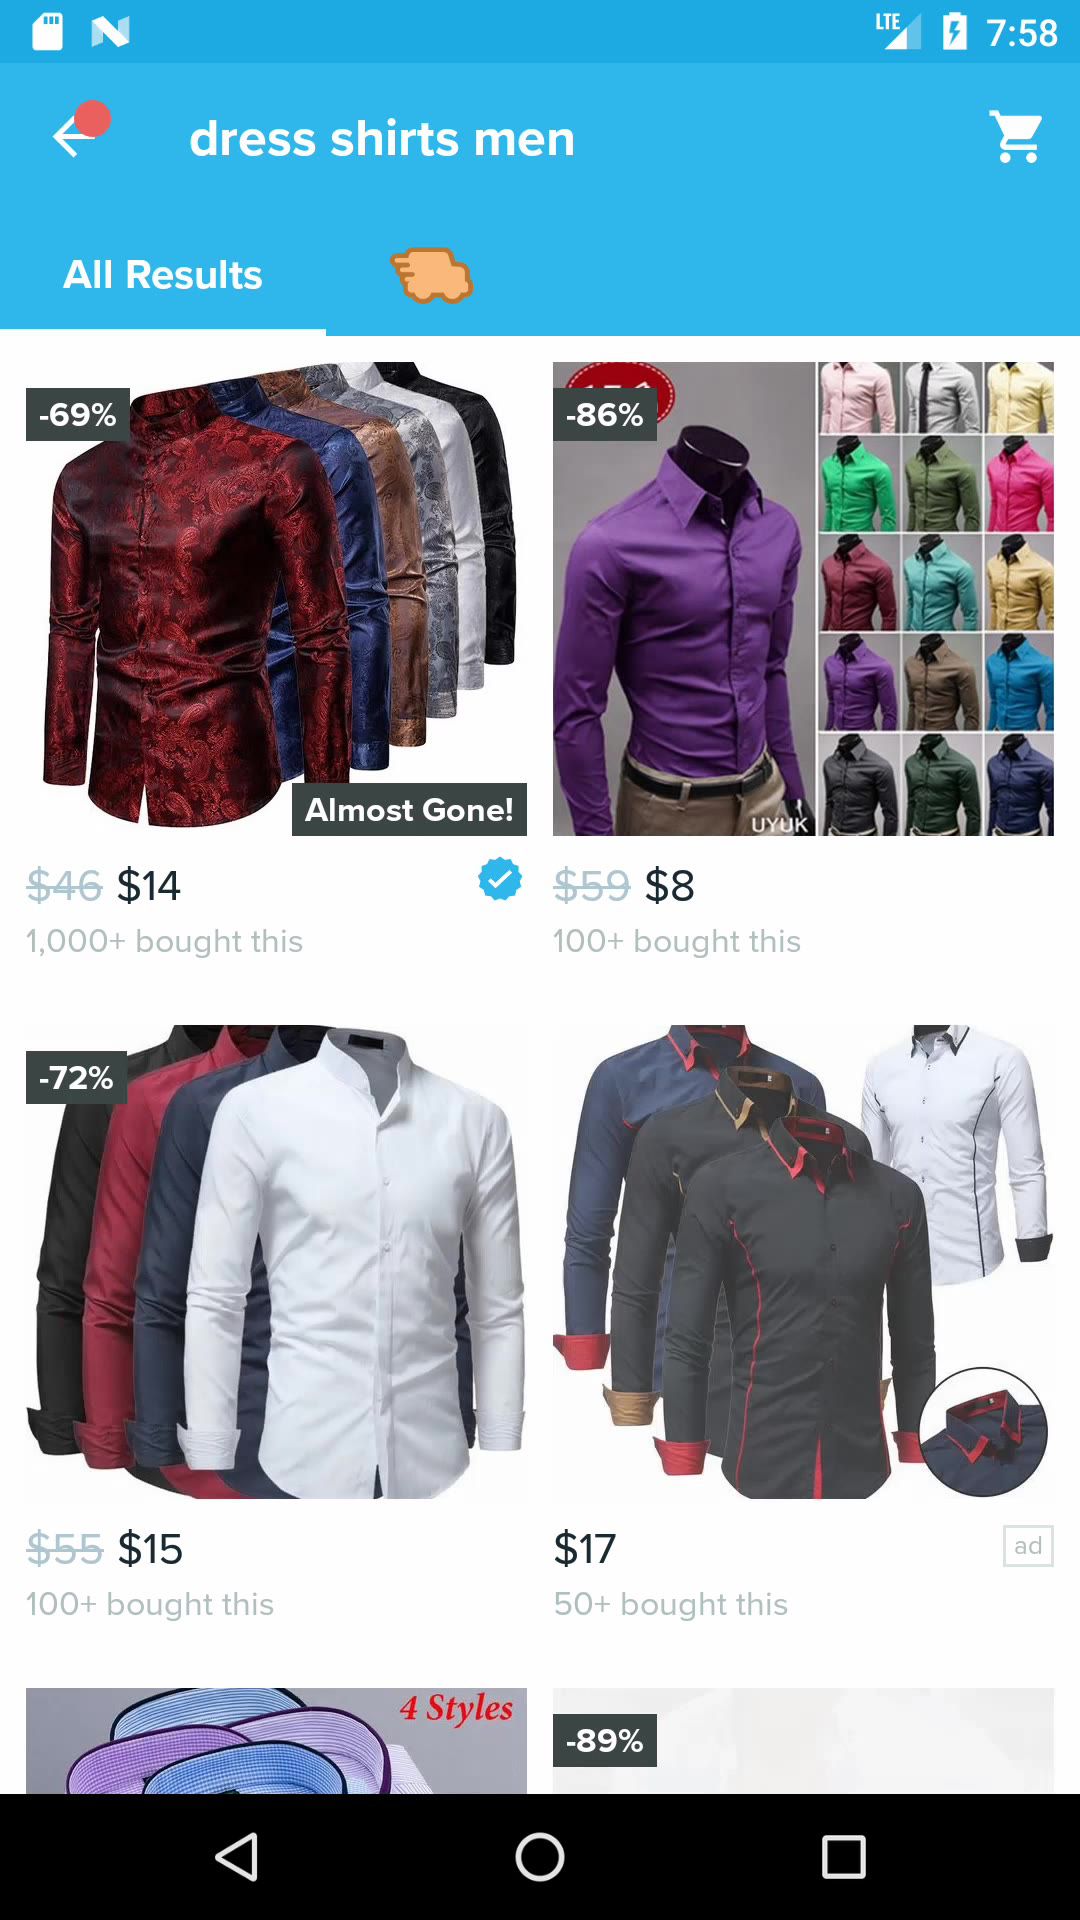 LTE 7:58
dress shirts men
All Results
-69%
-86%
Almost Gone!
UYUK
$46 $14
$59 $8
1,000+ bought this
100+ bought this
-72%
$55 $15
$17
ad
100+ bought this
50+ bought this
4 Styles
-89%